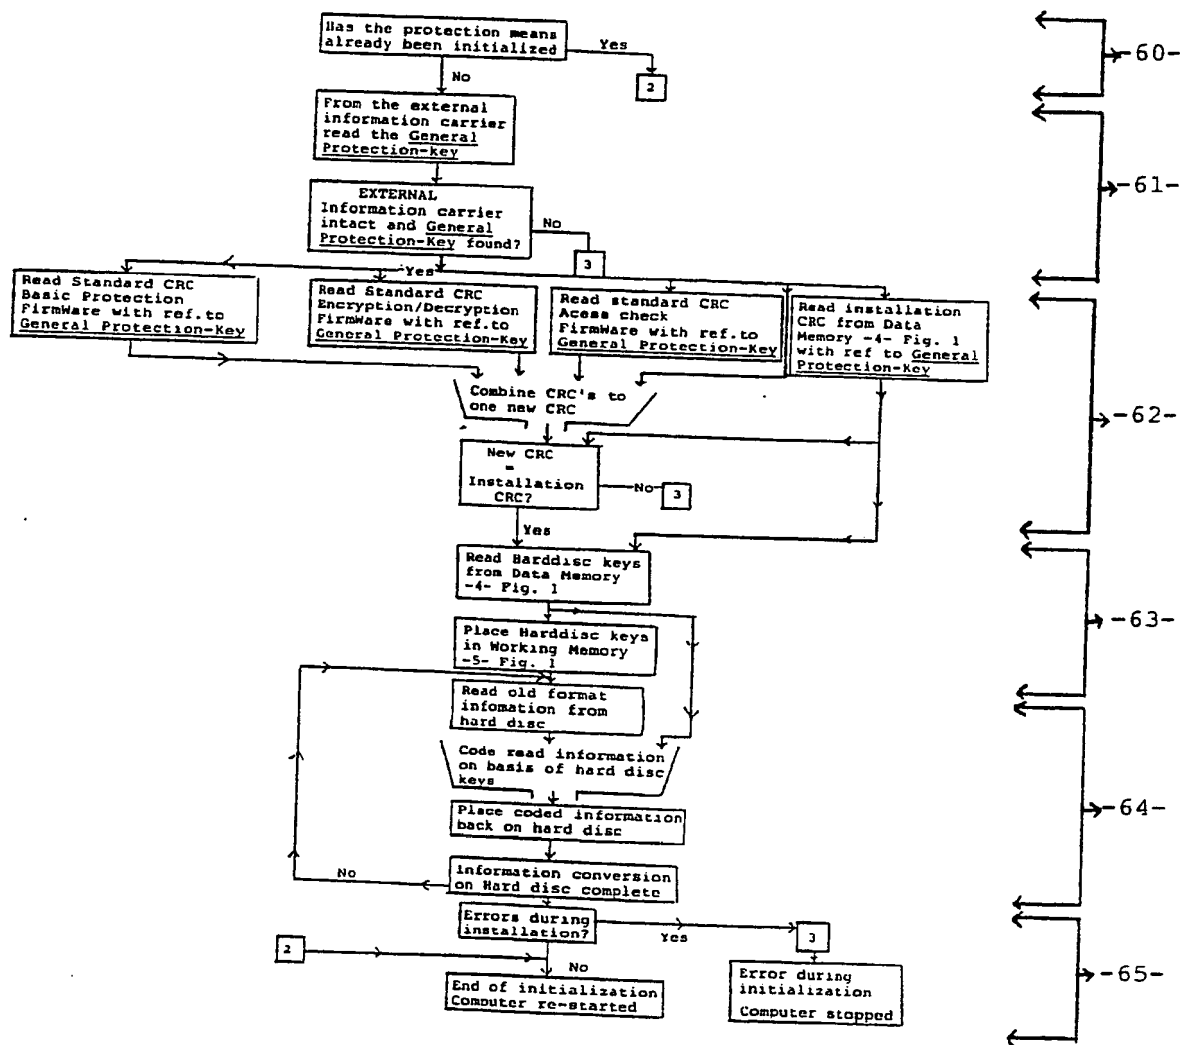 Has the protection means
already been initialized
Yes
-60-
2
No
From the external
information carrier
read the General
Protection-key
-61-
EXTERNAL
Information carrier
intact and General
Protection-Key found?
No
3
Yes
Read Standard CRC
Basic Protection
FirmWare with ref.to
General Protection-Key
Read Standard CRC
Encryption/Decryption
FirmWare with ref.to
General Protection-Key
Read standard CRC
Acess check
FirmWare with ref.to
General Protection-Key
Read installation
CRC from Data
Memory -4- Fig. 1
with ref to General
Protection-Key
Combine CRC's to
one new CRC
-62-
New CRC
=
Installation
CRC?
No
3
Yes
Read Harddisc keys
from Data Memory
-4- Fig. 1
-63-
Place Harddisc keys
in Working Memory
-5- Fig. 1
Read old format
infomation from
hard disc
Code read information
on basis of hard disc
keys
-64-
Place coded information
back on hard disc
No
Information conversion
on Hard disc complete
Errors during
installation?
Yes
3
2
No
-65-
End of initialization
Computer re-started
Error during
initialization
Computer stopped